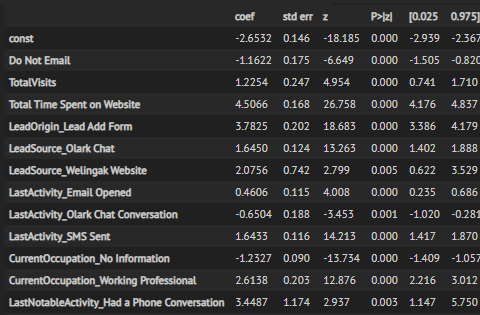 coef std err z P>|z| [0.025 0.975]
const -2.6532 0.146 -18.185 0.000 -2.939 -2.367
Do Not Email -1.1622 0.175 -6.649 0.000 -1.505 -0.820
TotalVisits 1.2254 0.247 4.954 0.000 0.741 1.710
Total Time Spent on Website 4.5066 0.168 26.758 0.000 4.176 4.837
LeadOrigin_Lead Add Form 3.7825 0.202 18.683 0.000 3.386 4.179
LeadSource_Olark Chat 1.6450 0.124 13.263 0.000 1.402 1.888
LeadSource_Welingak Website 2.0756 0.742 2.799 0.005 0.622 3.529
LastActivity_Email Opened 0.4606 0.115 4.008 0.000 0.235 0.686
LastActivity_Olark Chat Conversation -0.6504 0.188 -3.453 0.001 -1.020 -0.281
LastActivity_SMS Sent 1.6433 0.116 14.213 0.000 1.417 1.870
CurrentOccupation_No Information -1.2327 0.090 -13.734 0.000 -1.409 -1.057
CurrentOccupation_Working Professional 2.6138 0.203 12.876 0.000 2.216 3.012
LastNotableActivity_Had a Phone Conversation 3.4487 1.174 2.937 0.003 1.147 5.750